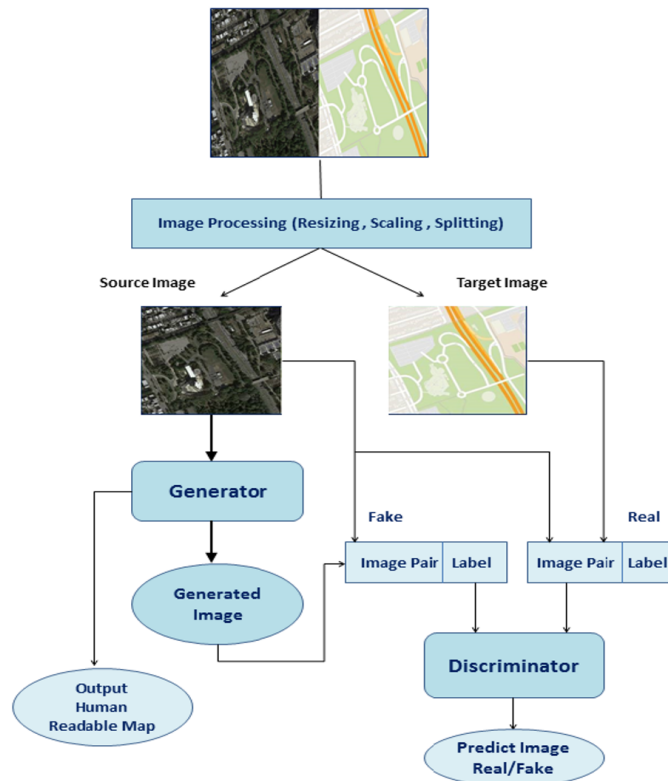 Image Processing (Resizing , Scaling , Splitting)
Source Image
Target Image
Generator
Fake
Real
Image Pair
Label
Image Pair
Label
Generated
Image
Discriminator
Output
Human
Readable Map
Predict Image
Real/Fake